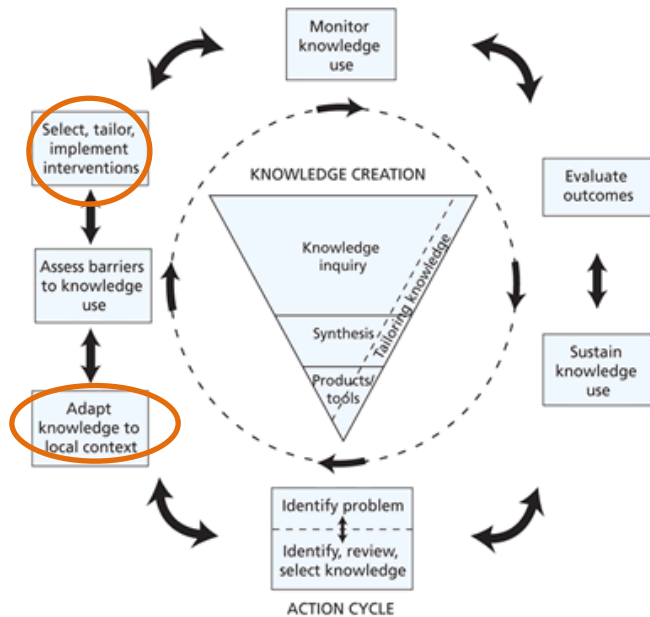 Monitor
knowledge
use
Select, tailor,
implement
interventions
KNOWLEDGE CREATION
Evaluate
outcomes
Knowledge
inquiry
Tailoring knowledge
Assess barriers
to knowledge
use
Synthesis
Products/
tools
Sustain
knowledge
use
Adapt
knowledge to
local context
Identify problem
Identify, review,
select knowledge
ACTION CYCLE